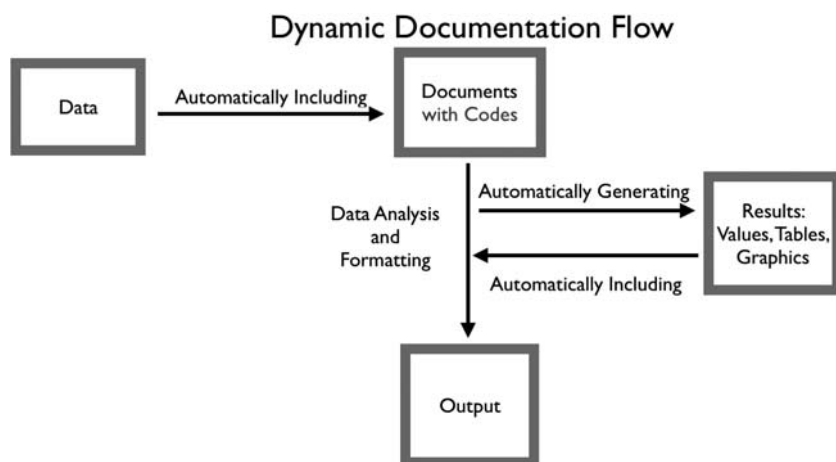 Dynamic Documentation Flow
Data
Automatically Including
Documents
with Codes
Data Analysis
and
Formatting
Automatically Generating
Results:
Values, Tables,
Graphics
Automatically Including
Output